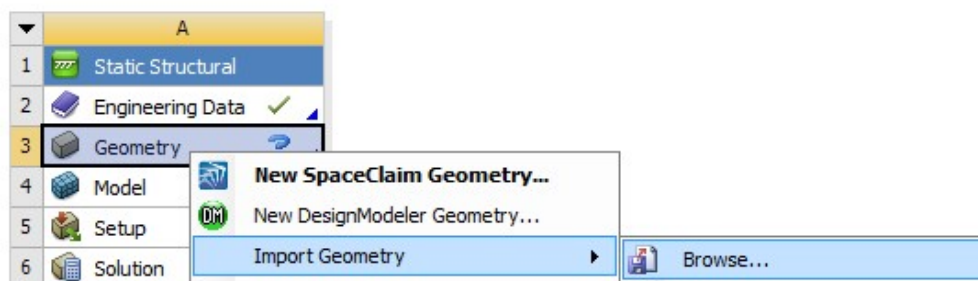 A
1 Static Structural
2 Engineering Data
3 Geometry
New SpaceClaim Geometry...
4 Model
DM New DesignModeler Geometry...
5 Setup
Import Geometry Browse...
6 Solution